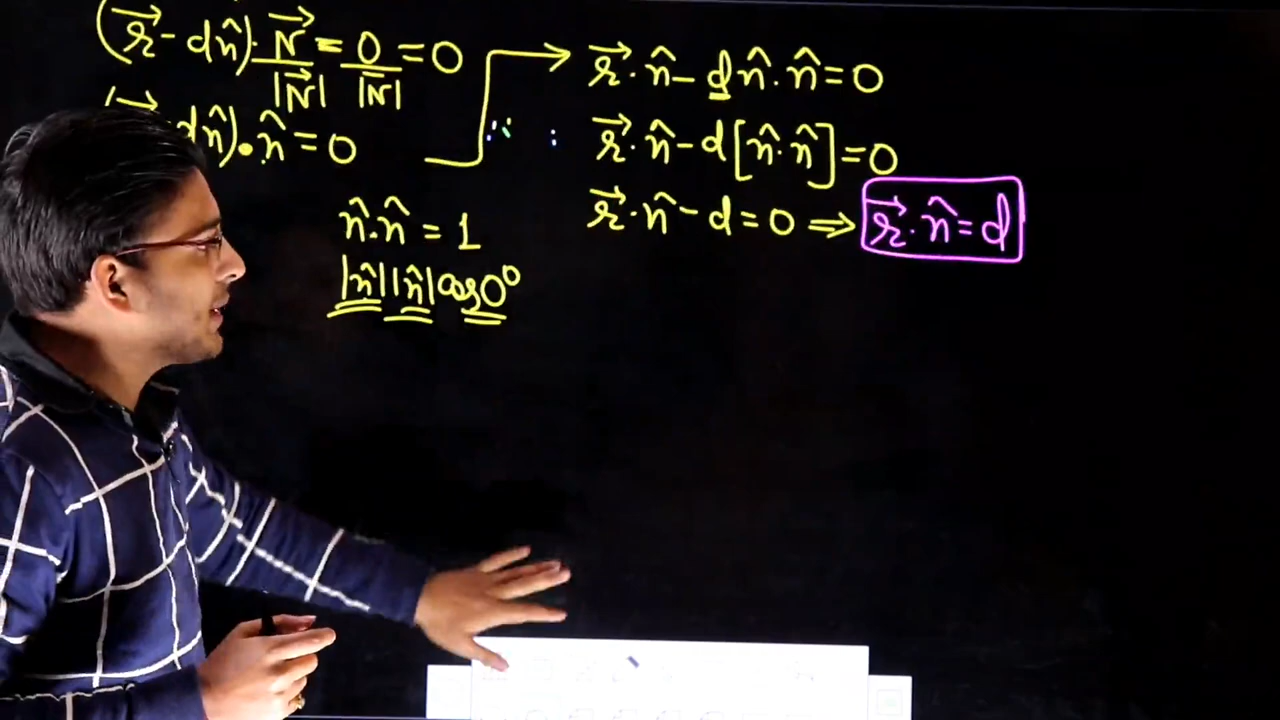 (r⃗ - dn̂)·N⃗/|N⃗| = 0/|N⃗| = 0
dn̂)·n̂ = 0
n̂·n̂ = 1
|n̂||n̂|cos0°
r⃗·n̂ - dn̂·n̂ = 0
∵ : r⃗·n̂ - d[n̂·n̂] = 0
r⃗·n̂ - d = 0 ⇒ r⃗·n̂ = d